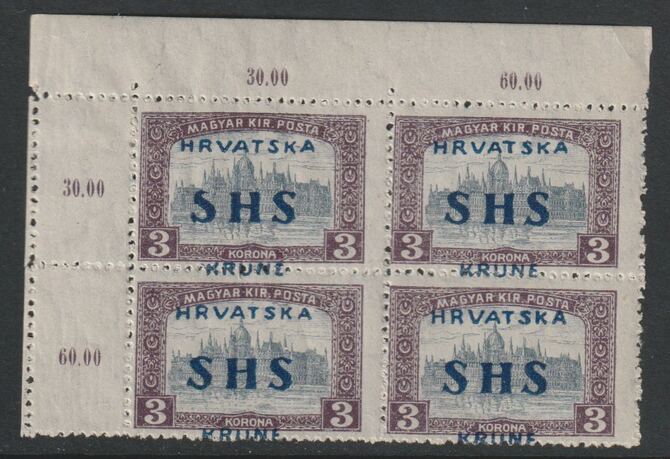 30.00 60.00
MAGYAR KIR. POSTA MAGYAR KIR. POSTA
HRVATSKA HRVATSKA
30.00 SHS SHS
3 KORONA 3 3 KORONA 3
KRUNE KRUNE
MAGYAR KIR. POSTA MAGYAR KIR. POSTA
HRVATSKA HRVATSKA
60.00 SHS SHS
3 KORONA 3 3 KORONA 3
KRUNE KRUNE